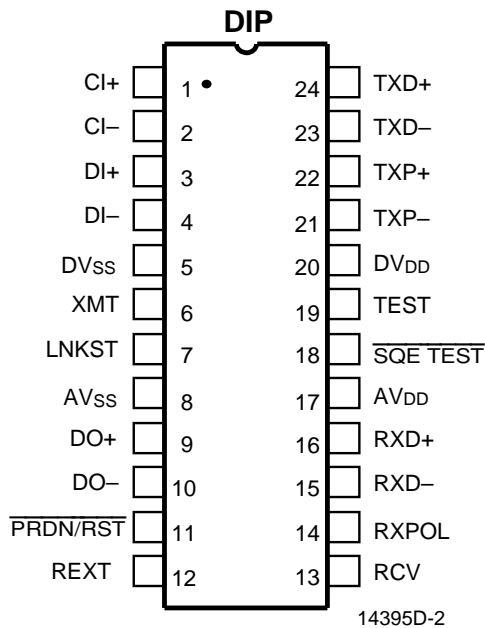 DIP
CI+ 1 24 TXD+
CI– 2 23 TXD–
DI+ 3 22 TXP+
DI– 4 21 TXP–
DVSS 5 20 DVDD
XMT 6 19 TEST
LNKST 7 18 SQE TEST
AVSS 8 17 AVDD
DO+ 9 16 RXD+
DO– 10 15 RXD–
PRDN/RST 11 14 RXPOL
REXT 12 13 RCV
14395D-2